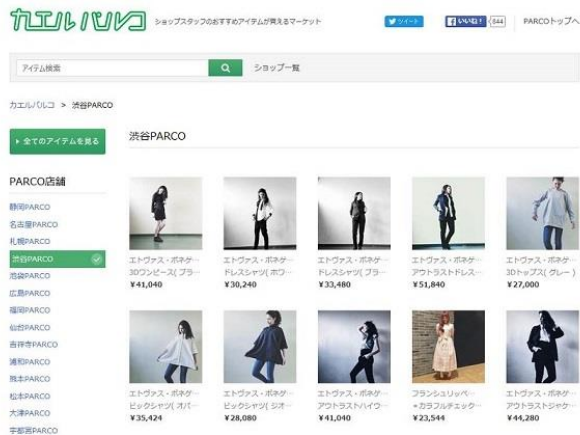 カエルパルコ
ショップスタッフのおすすめアイテムが買えるマーケット
ツイート
いいね!
844
PARCOトップへ
アイテム検索
ショップ一覧
カエルパルコ > 渋谷PARCO
全てのアイテムを見る
渋谷PARCO
PARCO店舗
静岡PARCO
名古屋PARCO
札幌PARCO
渋谷PARCO
池袋PARCO
広島PARCO
福岡PARCO
仙台PARCO
吉祥寺PARCO
浦和PARCO
熊本PARCO
松本PARCO
大津PARCO
宇都宮PARCO
エトヴァス・ボネゲ…
3Dワンピース( ブラ…
¥41,040
エトヴァス・ボネゲ…
ドレスシャツ( ホワ…
¥30,240
エトヴァス・ボネゲ…
ドレスシャツ( ブラ…
¥33,480
エトヴァス・ボネゲ…
アウトラストドレス…
¥51,840
エトヴァス・ボネゲ…
3Dトップス( グレー )
¥27,000
エトヴァス・ボネゲ…
ビックシャツ( オパ…
¥35,424
エトヴァス・ボネゲ…
ビックシャツ( ジオ…
¥28,080
エトヴァス・ボネゲ…
アウトラストハイウ…
¥41,040
フランシュリッペ…
+カラフルチェック…
¥23,544
エトヴァス・ボネゲ…
アウトラストジャケ…
¥44,280